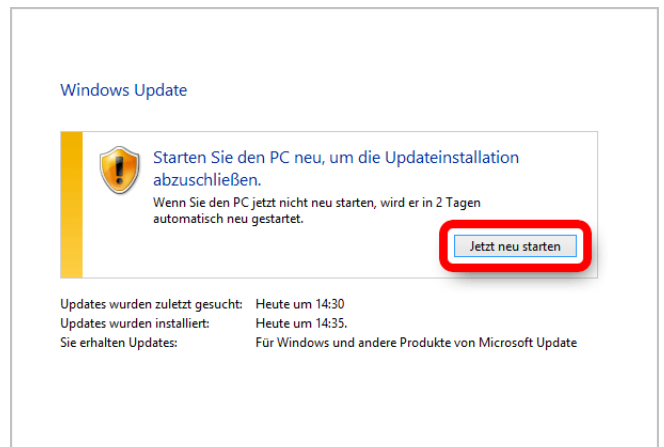 Windows Update
Starten Sie den PC neu, um die Updateinstallation
abzuschließen.
Wenn Sie den PC jetzt nicht neu starten, wird er in 2 Tagen
automatisch neu gestartet.
Jetzt neu starten
Updates wurden zuletzt gesucht: Heute um 14:30
Updates wurden installiert: Heute um 14:35.
Sie erhalten Updates: Für Windows und andere Produkte von Microsoft Update